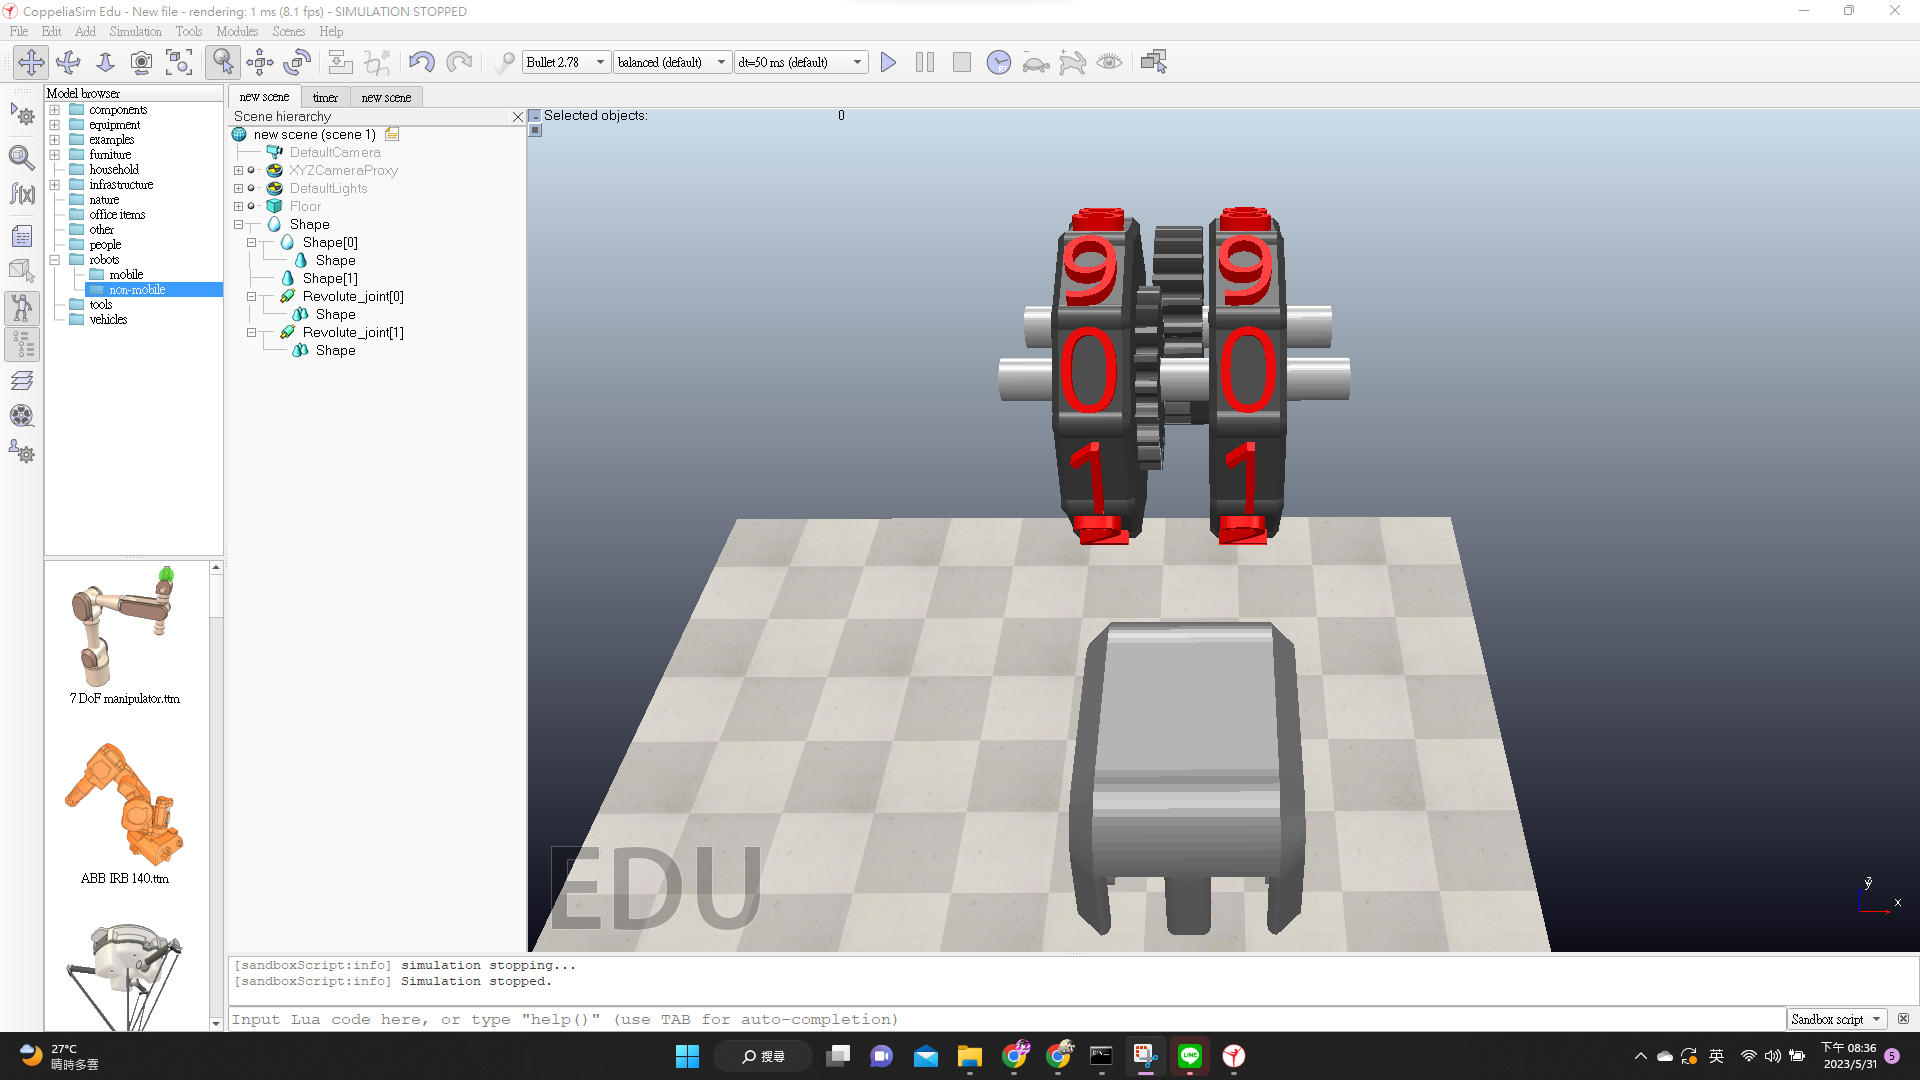 CoppeliaSim Edu - New file - rendering: 1 ms (8.1 fps) - SIMULATION STOPPED
File Edit Add Simulation Tools Modules Scenes Help
Bullet 2.78 balanced (default) dt=50 ms (default)
Model browser
components
equipment
examples
furniture
household
infrastructure
nature
office items
other
people
robots
mobile
non-mobile
tools
vehicles
7 DoF manipulator.ttm
ABB IRB 140.ttm
new scene timer new scene
Scene hierarchy
new scene (scene 1)
DefaultCamera
XYZCameraProxy
DefaultLights
Floor
Shape
Shape[0]
Shape
Shape[1]
Revolute_joint[0]
Shape
Revolute_joint[1]
Shape
Selected objects: 0
9 9
0 0
1 1
EDU
x
[sandboxScript:info] simulation stopping...
[sandboxScript:info] Simulation stopped.
Input Lua code here, or type "help()" (use TAB for auto-completion)
Sandbox script
27°C
晴時多雲
搜尋
英
下午 08:36
2023/5/31
5